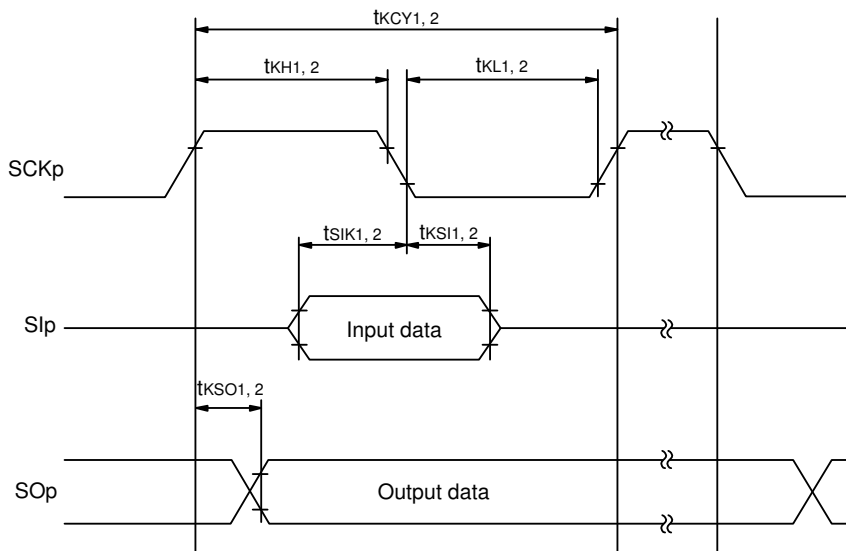 tKCY1, 2
tKH1, 2
tKL1, 2
SCKp
tSIK1, 2
tKSI1, 2
SIp
Input data
tKSO1, 2
SOp
Output data